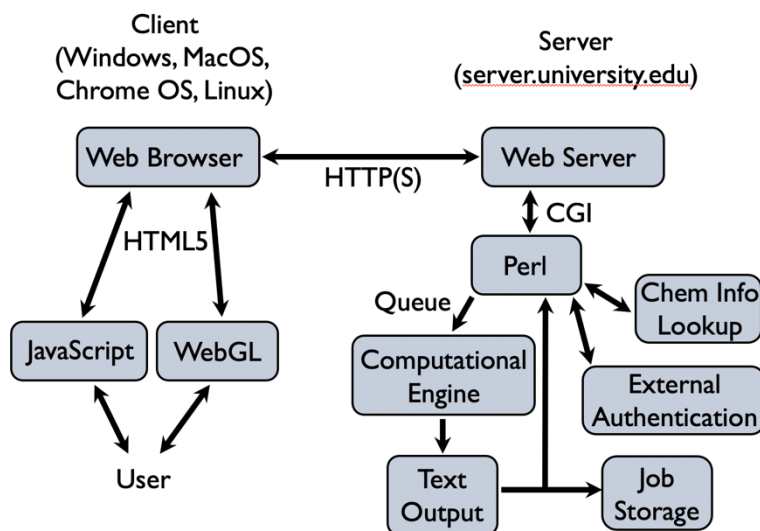 Client
(Windows, MacOS,
Chrome OS, Linux)
Server
(server.university.edu)
Web Browser
HTTP(S)
Web Server
CGI
HTML5
Perl
Queue
Chem Info
Lookup
JavaScript
WebGL
Computational
Engine
External
Authentication
User
Text
Output
Job
Storage